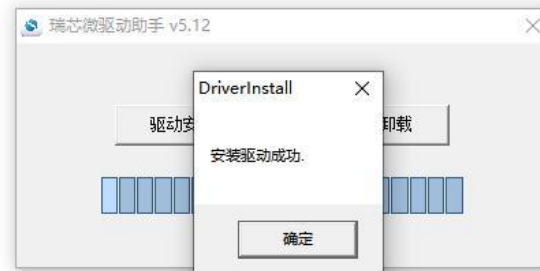 瑞芯微驱动助手 v5.12
DriverInstall
驱动安
卸载
安装驱动成功.
确定